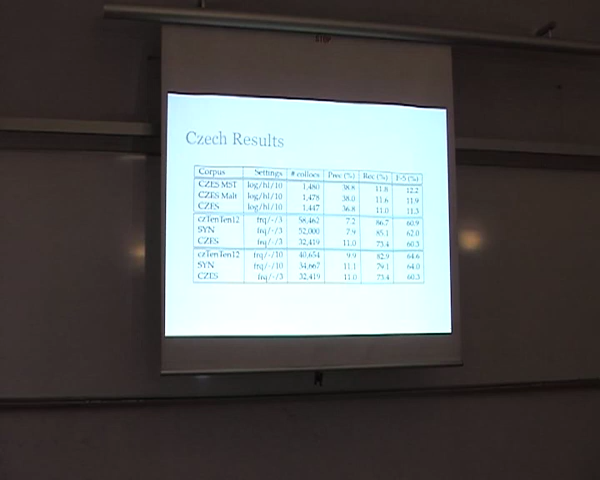 Czech Results
Corpus Settings # collocs Prec (%) Rec (%) F-5 (%)
CZES MST log/hl/10 1,480 38.8 11.8 12.2
CZES Malt log/hl/10 1,478 38.0 11.6 11.9
CZES log/hl/10 1,447 36.8 11.0 11.3
czTenTen12 frq/-/3 58,462 7.2 86.7 60.9
SYN frq/-/3 52,000 7.9 85.1 62.0
CZES frq/-/3 32,419 11.0 73.4 60.3
czTenTen12 frq/-/10 40,654 9.9 82.9 64.6
SYN frq/-/10 34,667 11.1 79.1 64.0
CZES frq/-/3 32,419 11.0 73.4 60.3